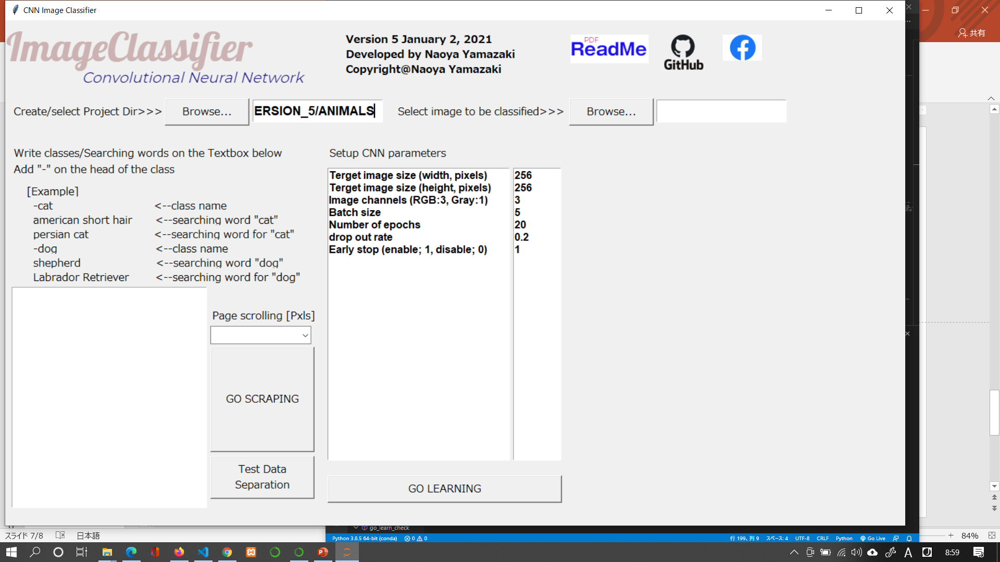 CNN Image Classifier
共有
ImageClassifier
Convolutional Neural Network
Version 5 January 2, 2021
Developed by Naoya Yamazaki
Copyright@Naoya Yamazaki
PDF
ReadMe
GitHub
Create/select Project Dir>>>
Browse...
ERSION_5/ANIMALS
Select image to be classified>>>
Browse...
Write classes/Searching words on the Textbox below
Add "-" on the head of the class
[Example]
-cat <--class name
american short hair <--searching word "cat"
persian cat <--searching word for "cat"
-dog <--class name
shepherd <--searching word "dog"
Labrador Retriever <--searching word for "dog"
Page scrolling [Pxls]
GO SCRAPING
Test Data
Separation
Setup CNN parameters
Terget image size (width, pixels) 256
Terget image size (height, pixels) 256
Image channels (RGB:3, Gray:1) 3
Batch size 5
Number of epochs 20
drop out rate 0.2
Early stop (enable; 1, disable; 0) 1
GO LEARNING
go_learn_check
スライド 7/8 日本語
84%
Python 3.8.5 64-bit (conda) 0 0
行 199、列 9 スペース: 4 UTF-8 CRLF Python Go Live
A 8:59